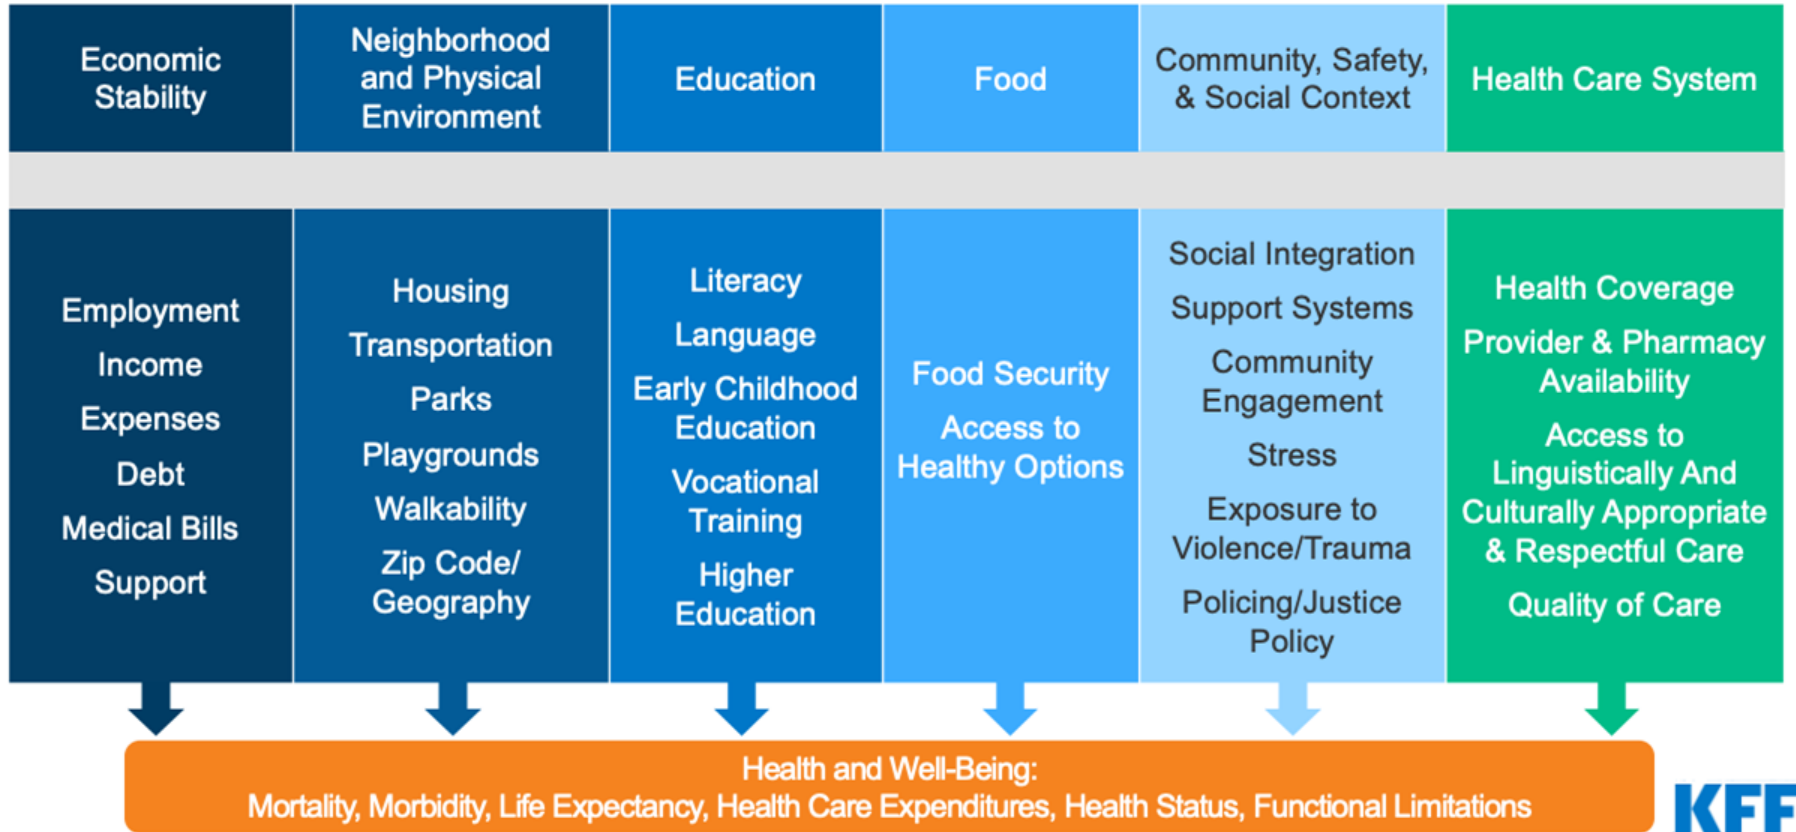 Economic
Stability
Neighborhood
and Physical
Environment
Education
Food
Community, Safety,
& Social Context
Health Care System
Employment
Income
Expenses
Debt
Medical Bills
Support
Housing
Transportation
Parks
Playgrounds
Walkability
Zip Code/
Geography
Literacy
Language
Early Childhood
Education
Vocational
Training
Higher
Education
Food Security
Access to
Healthy Options
Social Integration
Support Systems
Community
Engagement
Stress
Exposure to
Violence/Trauma
Policing/Justice
Policy
Health Coverage
Provider & Pharmacy
Availability
Access to
Linguistically And
Culturally Appropriate
& Respectful Care
Quality of Care
Health and Well-Being:
Mortality, Morbidity, Life Expectancy, Health Care Expenditures, Health Status, Functional Limitations
KFF